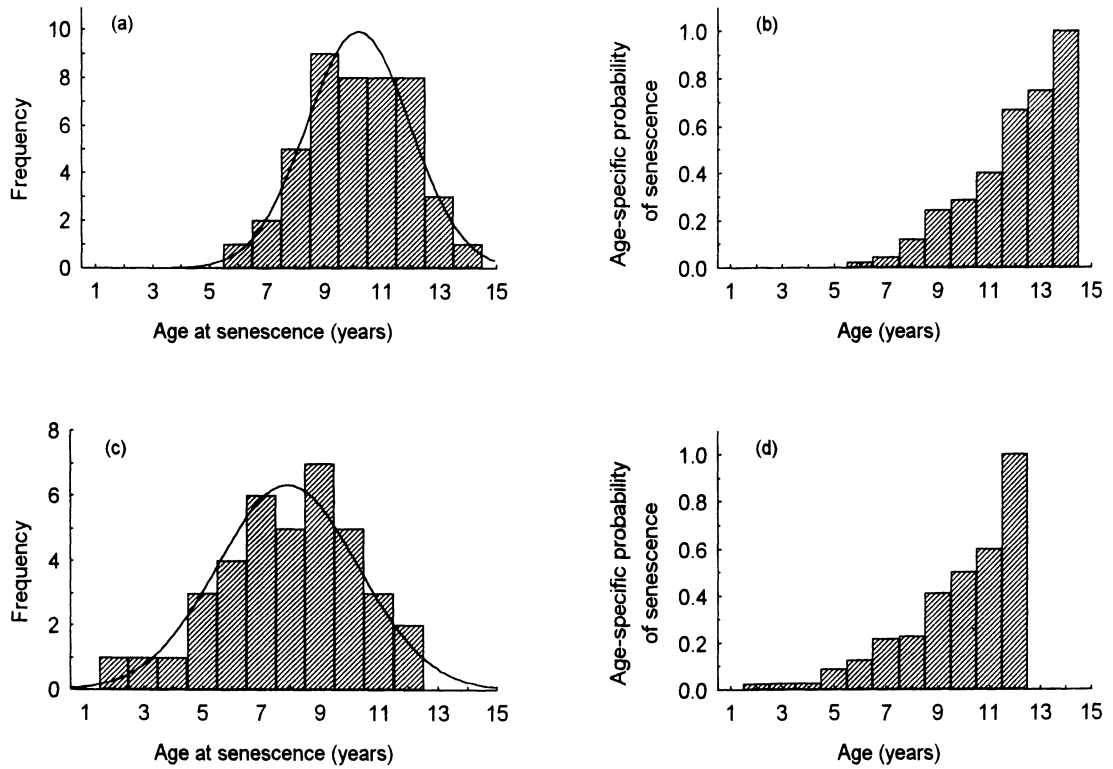 (a)
Frequency
10
8
6
4
2
0
1 3 5 7 9 11 13 15
Age at senescence (years)
(b)
Age-specific probability
of senescence
1.0
0.8
0.6
0.4
0.2
0.0
1 3 5 7 9 11 13 15
Age (years)
(c)
Frequency
8
6
4
2
0
1 3 5 7 9 11 13 15
Age at senescence (years)
(d)
Age-specific probability
of senescence
1.0
0.8
0.6
0.4
0.2
0.0
1 3 5 7 9 11 13 15
Age (years)